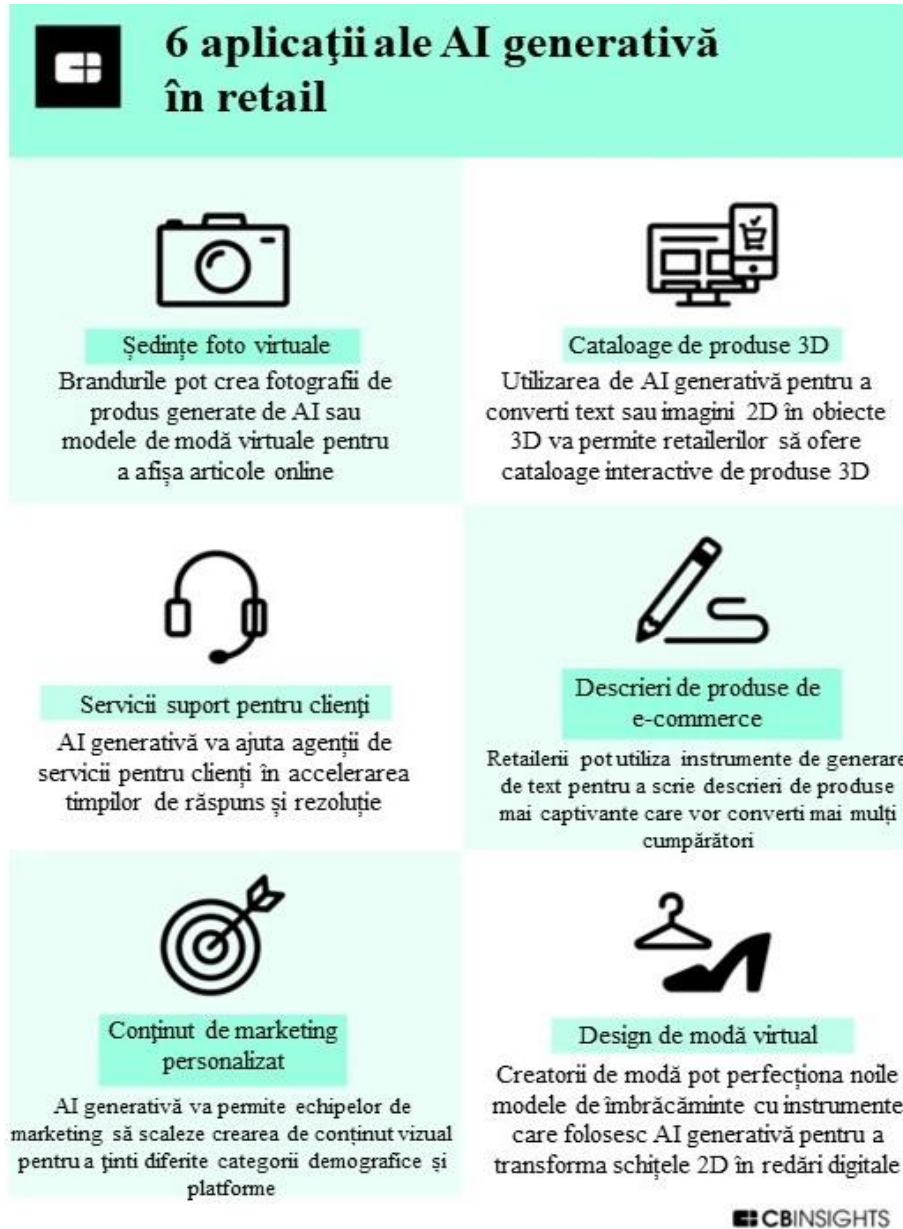 6 aplicaţii ale AI generativă
în retail
Ședințe foto virtuale
Brandurile pot crea fotografii de
produs generate de AI sau
modele de modă virtuale pentru
a afișa articole online
Cataloage de produse 3D
Utilizarea de AI generativă pentru a
converti text sau imagini 2D în obiecte
3D va permite retailerilor să ofere
cataloage interactive de produse 3D
Servicii suport pentru clienți
AI generativă va ajuta agenții de
servicii pentru clienți în accelerarea
timpilor de răspuns și rezoluție
Descrieri de produse de
e-commerce
Retailerii pot utiliza instrumente de generare
de text pentru a scrie descrieri de produse
mai captivante care vor converti mai mulți
cumpărători
Conţinut de marketing
personalizat
AI generativă va permite echipelor de
marketing să scaleze crearea de conținut vizual
pentru a ținti diferite categorii demografice și
platforme
Design de modă virtual
Creatorii de modă pot perfecționa noile
modele de îmbrăcăminte cu instrumente
care folosesc AI generativă pentru a
transforma schițele 2D în redări digitale
CBINSIGHTS